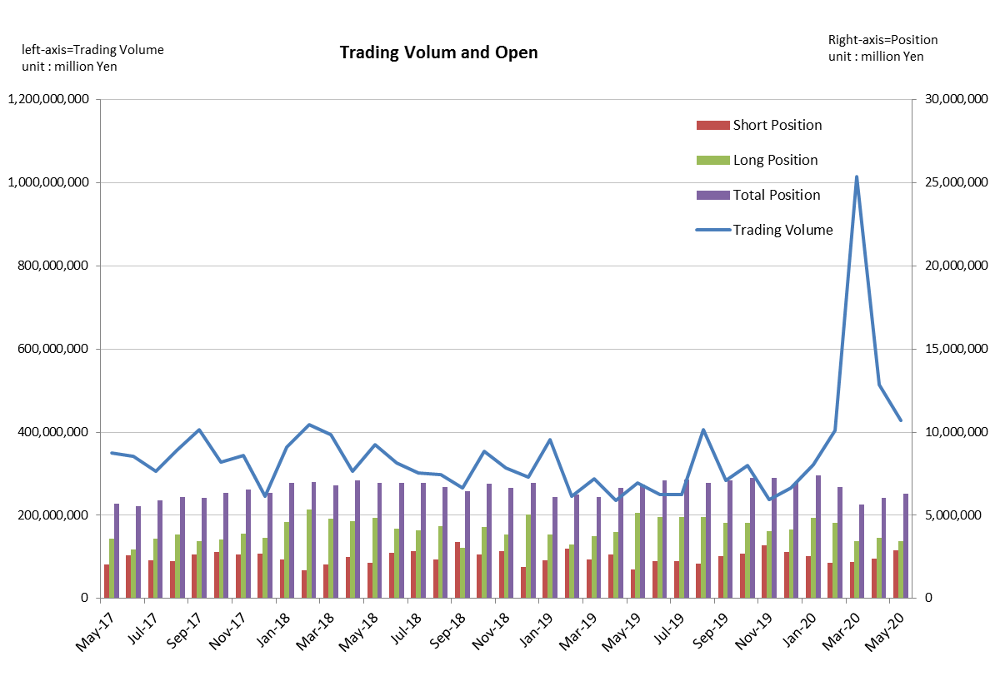 left-axis=Trading Volume
unit : million Yen
Trading Volum and Open
Right-axis=Position
unit : million Yen
1,200,000,000
1,000,000,000
800,000,000
600,000,000
400,000,000
200,000,000
0
30,000,000
25,000,000
20,000,000
15,000,000
10,000,000
5,000,000
0
Short Position
Long Position
Total Position
Trading Volume
May-17
Jul-17
Sep-17
Nov-17
Jan-18
Mar-18
May-18
Jul-18
Sep-18
Nov-18
Jan-19
Mar-19
May-19
Jul-19
Sep-19
Nov-19
Jan-20
Mar-20
May-20